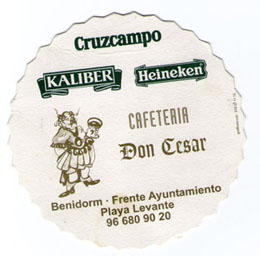 Cruzcampo
KALIBER Heineken
CAFETERIA
Don Cesar
Benidorm · Frente Ayuntamiento
Playa Levante
96 680 90 20